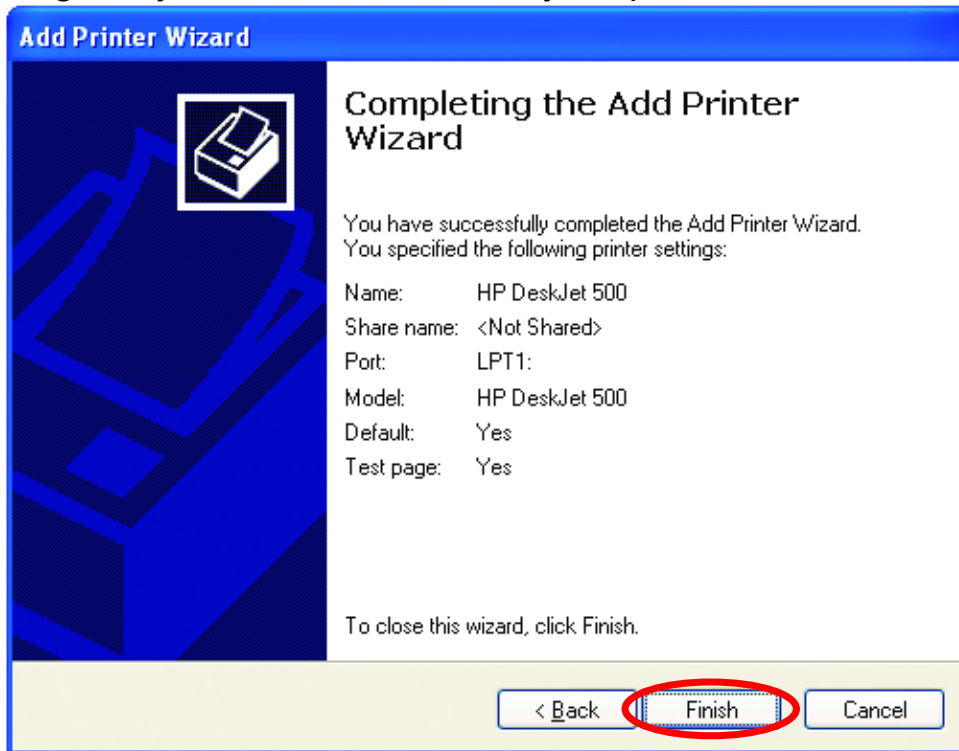 Add Printer Wizard
Completing the Add Printer
Wizard
You have successfully completed the Add Printer Wizard.
You specified the following printer settings:
Name: HP DeskJet 500
Share name: <Not Shared>
Port: LPT1:
Model: HP DeskJet 500
Default: Yes
Test page: Yes
To close this wizard, click Finish.
< Back Finish Cancel